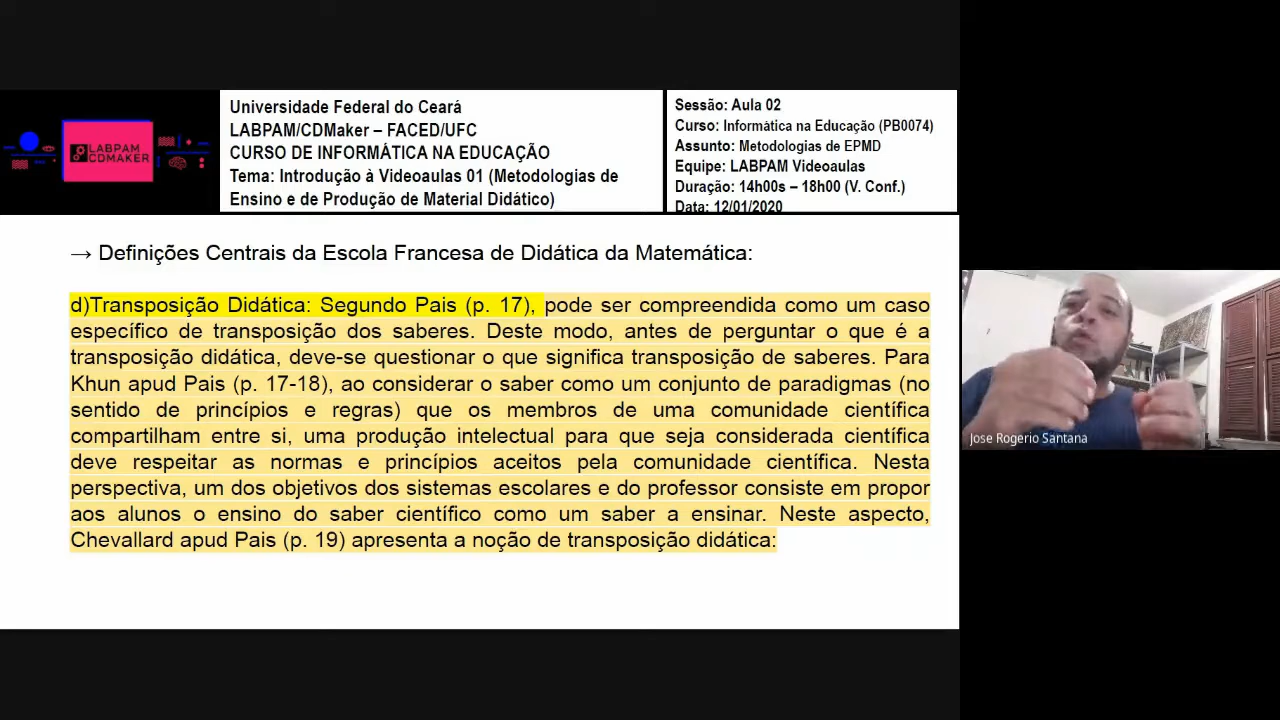 LABPAM
CDMAKER
Universidade Federal do Ceará
LABPAM/CDMaker – FACED/UFC
CURSO DE INFORMÁTICA NA EDUCAÇÃO
Tema: Introdução à Videoaulas 01 (Metodologias de
Ensino e de Produção de Material Didático)
Sessão: Aula 02
Curso: Informática na Educação (PB0074)
Assunto: Metodologias de EPMD
Equipe: LABPAM Videoaulas
Duração: 14h00s – 18h00 (V. Conf.)
Data: 12/01/2020
→ Definições Centrais da Escola Francesa de Didática da Matemática:
d)Transposição Didática: Segundo Pais (p. 17), pode ser compreendida como um caso
específico de transposição dos saberes. Deste modo, antes de perguntar o que é a
transposição didática, deve-se questionar o que significa transposição de saberes. Para
Khun apud Pais (p. 17-18), ao considerar o saber como um conjunto de paradigmas (no
sentido de princípios e regras) que os membros de uma comunidade científica
compartilham entre si, uma produção intelectual para que seja considerada científica
deve respeitar as normas e princípios aceitos pela comunidade científica. Nesta
perspectiva, um dos objetivos dos sistemas escolares e do professor consiste em propor
aos alunos o ensino do saber científico como um saber a ensinar. Neste aspecto,
Chevallard apud Pais (p. 19) apresenta a noção de transposição didática:
Jose Rogerio Santana